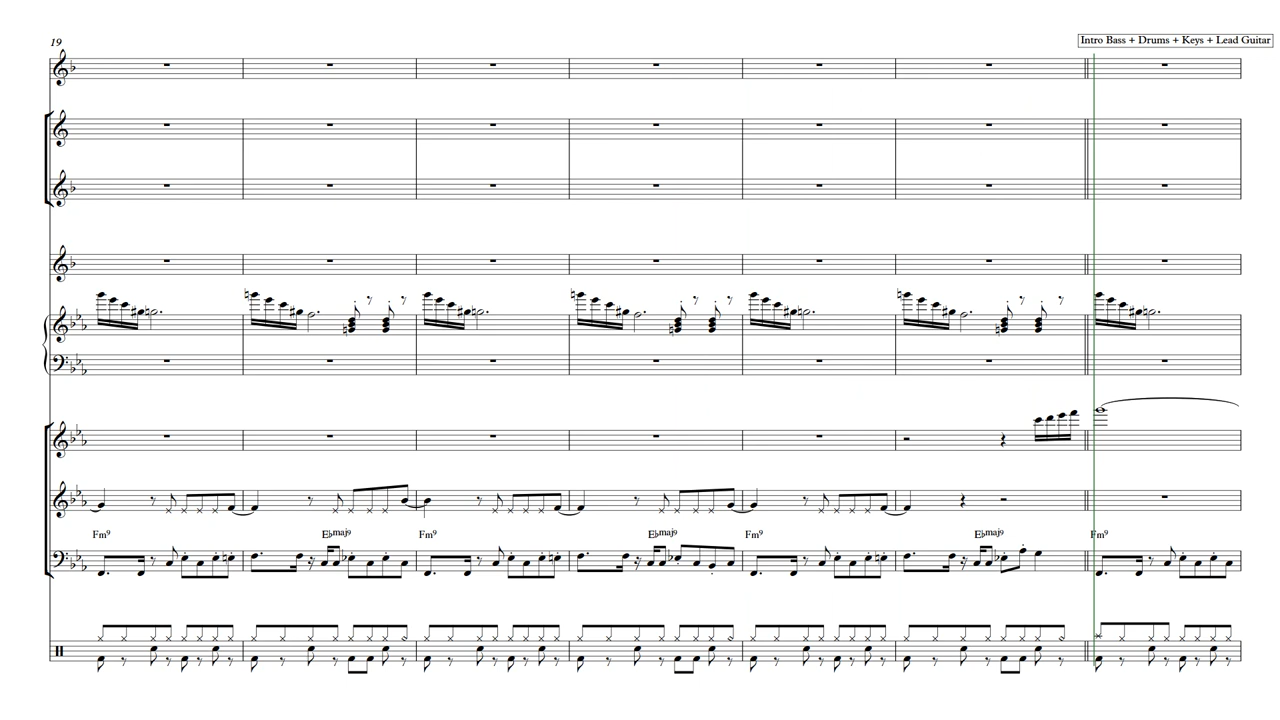 19
Intro Bass + Drums + Keys + Lead Guitar
Fm9 E♭maj9 Fm9 E♭maj9 Fm9 E♭maj9 Fm9